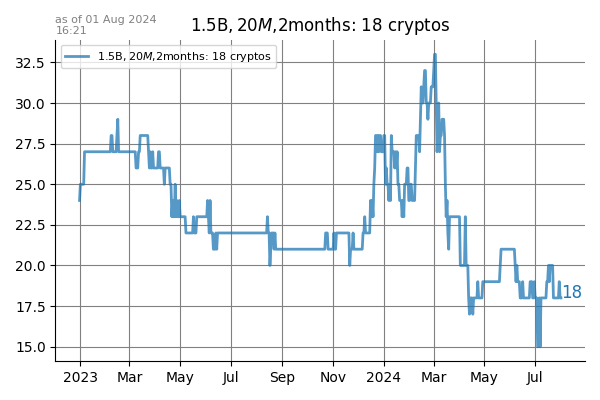 as of 01 Aug 2024
16:21
1.5B, 20M,2months: 18 cryptos
1.5B, 20M,2months: 18 cryptos
32.5
30.0
27.5
25.0
22.5
20.0
17.5
15.0
18
2023 Mar May Jul Sep Nov 2024 Mar May Jul